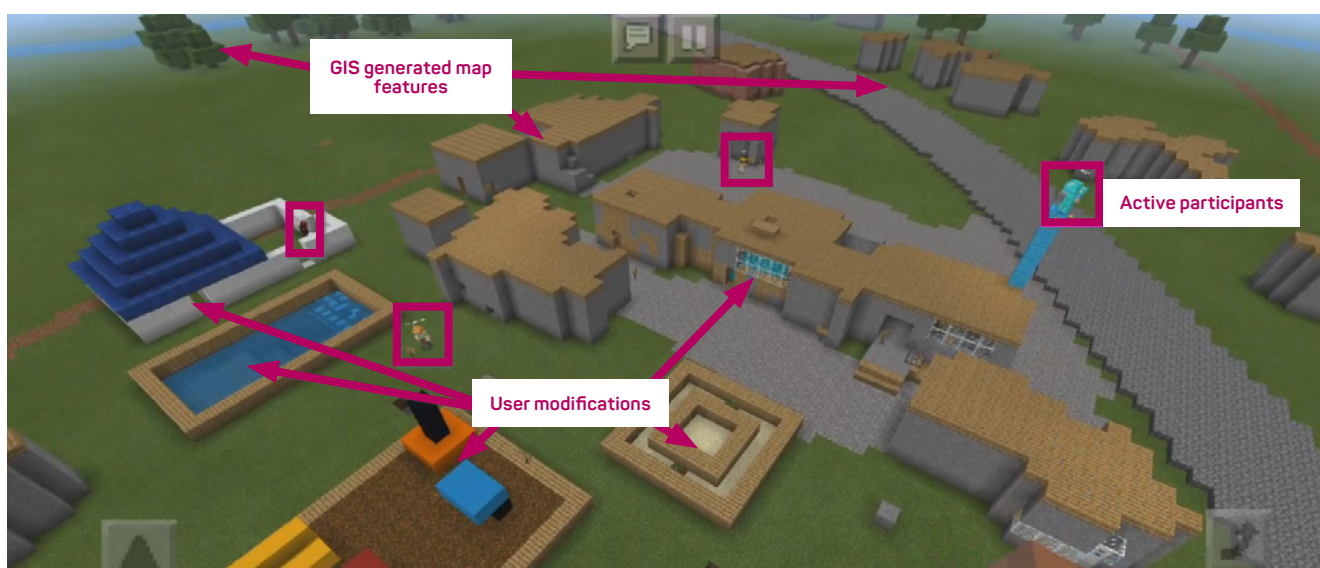 GIS generated map
features
Active participants
User modifications